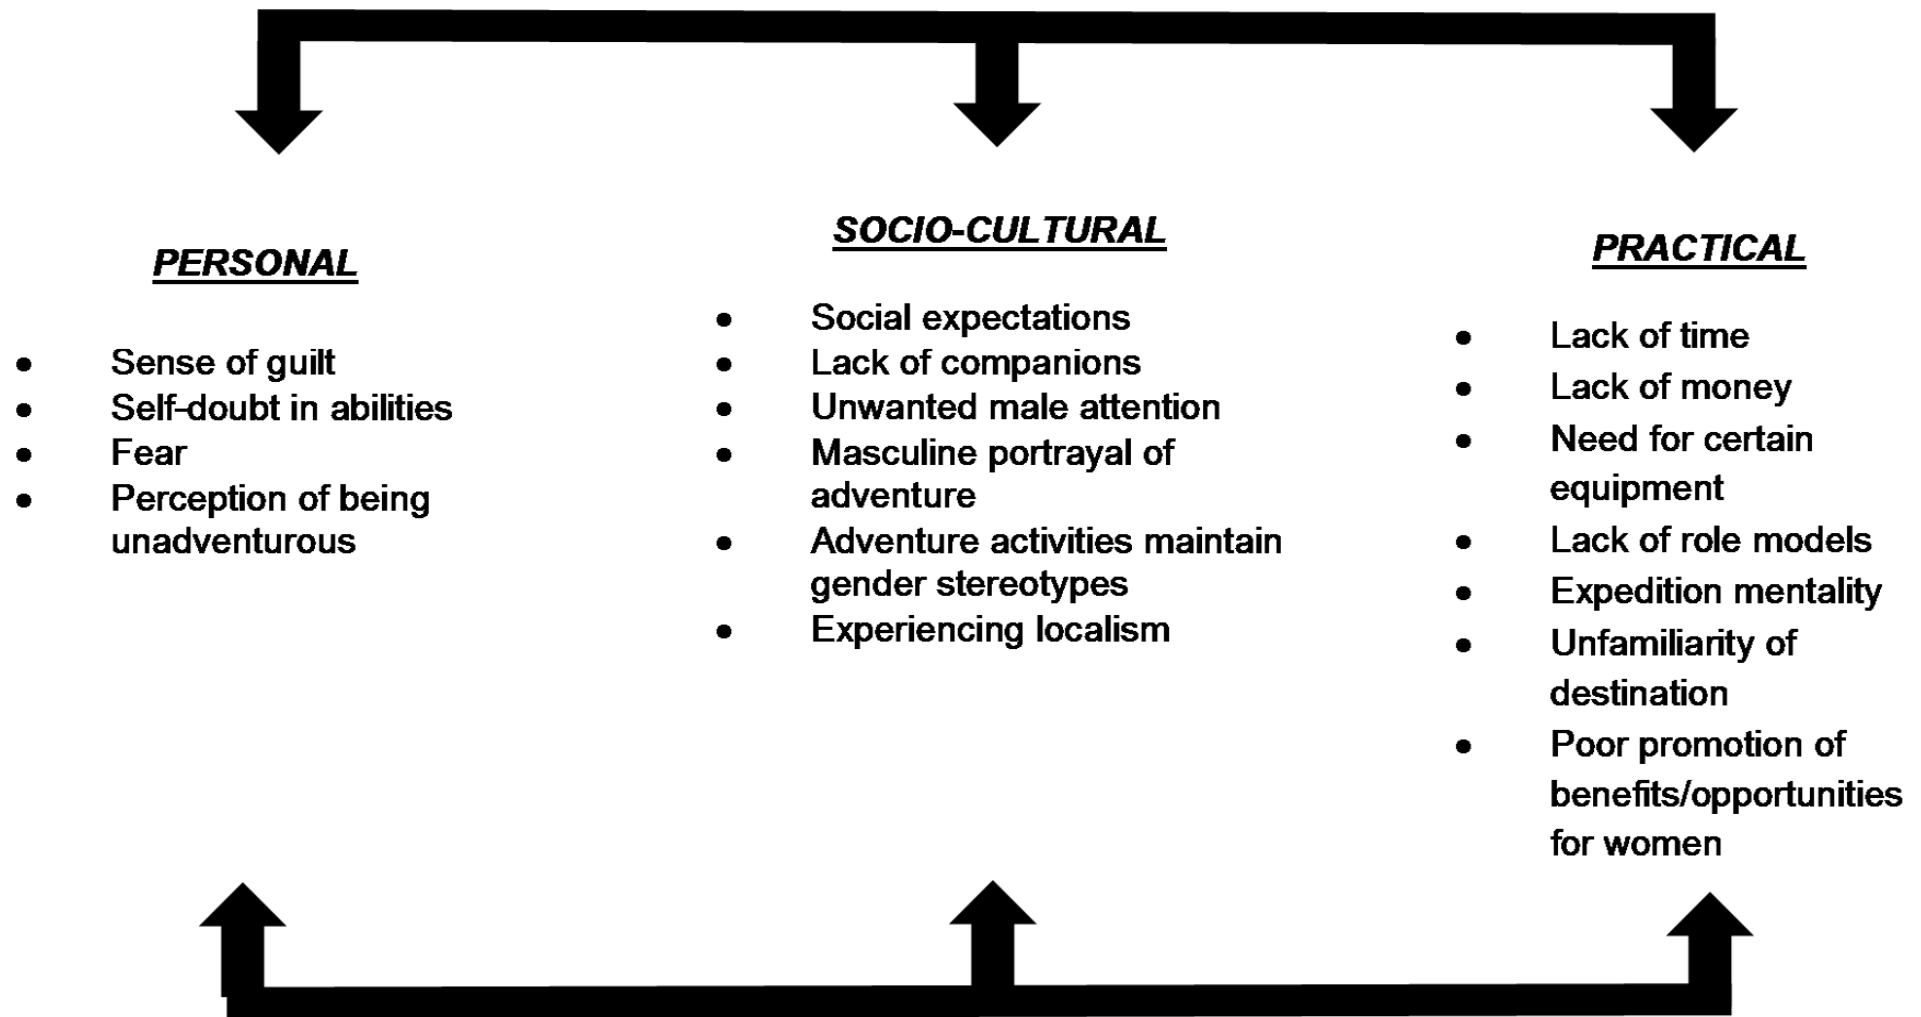 PERSONAL
• Sense of guilt
• Self-doubt in abilities
• Fear
• Perception of being
unadventurous
SOCIO-CULTURAL
• Social expectations
• Lack of companions
• Unwanted male attention
• Masculine portrayal of
adventure
• Adventure activities maintain
gender stereotypes
• Experiencing localism
PRACTICAL
• Lack of time
• Lack of money
• Need for certain
equipment
• Lack of role models
• Expedition mentality
• Unfamiliarity of
destination
• Poor promotion of
benefits/opportunities
for women